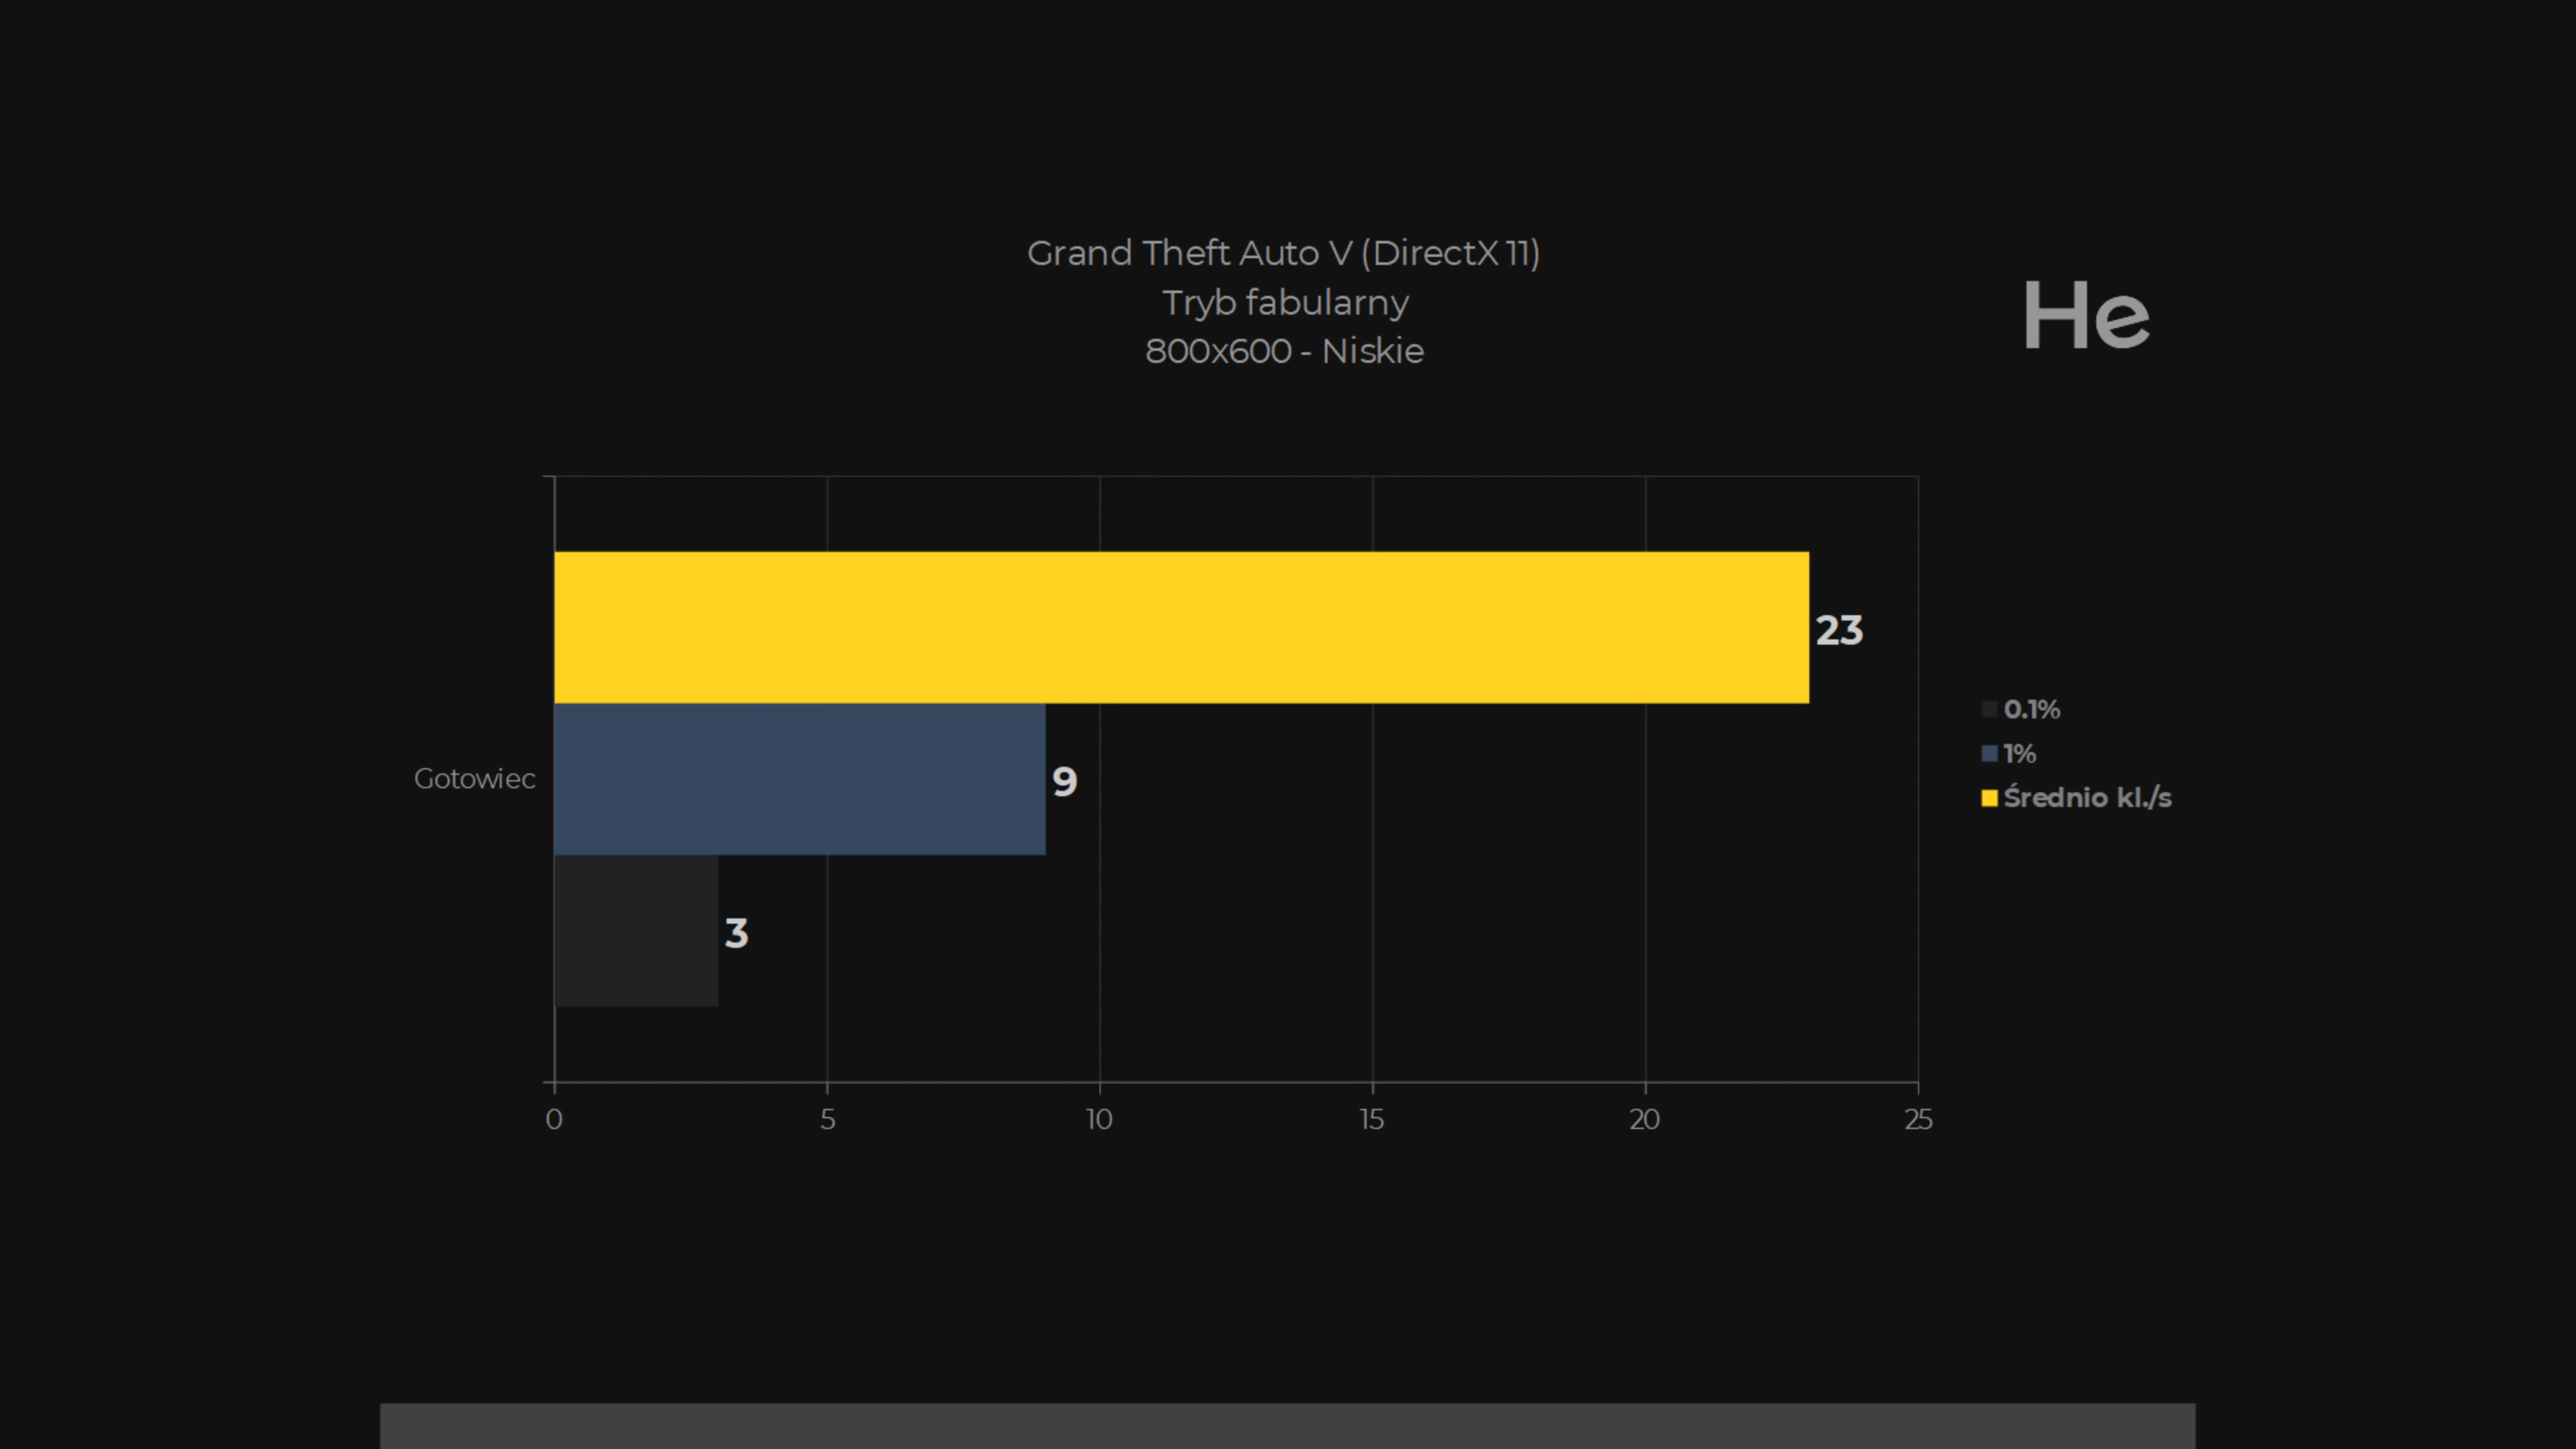 Grand Theft Auto V (DirectX 11)
Tryb fabularny
800x600 - Niskie
He
23
9
3
Gotowiec
0.1%
1%
Średnio kl./s
0 5 10 15 20 25